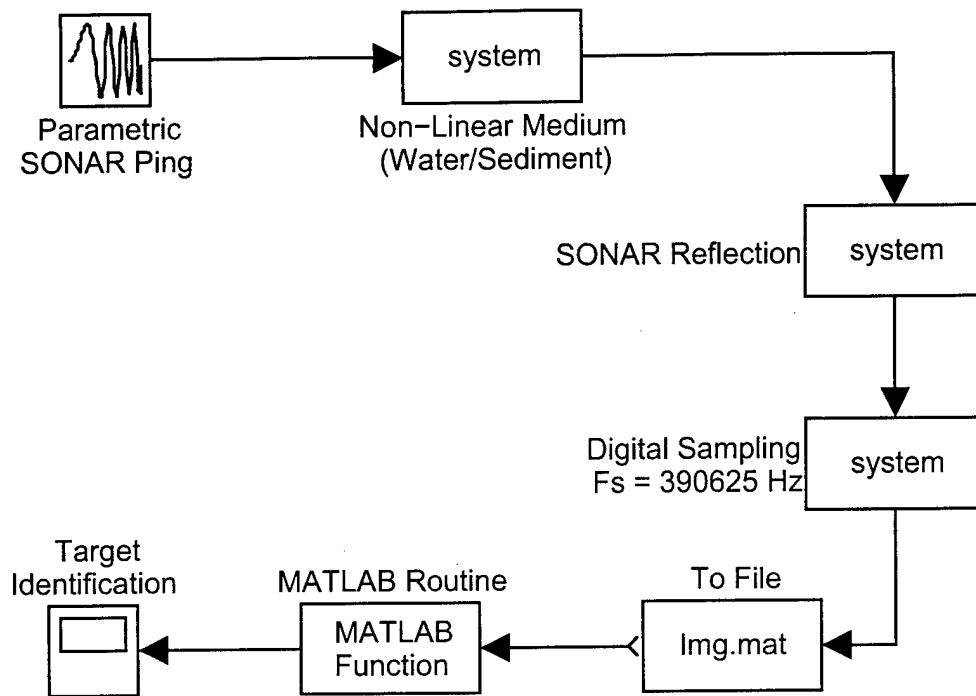 Parametric
SONAR Ping
system
Non−Linear Medium
(Water/Sediment)
SONAR Reflection
system
Digital Sampling
Fs = 390625 Hz
system
To File
Img.mat
MATLAB Routine
MATLAB
Function
Target
Identification